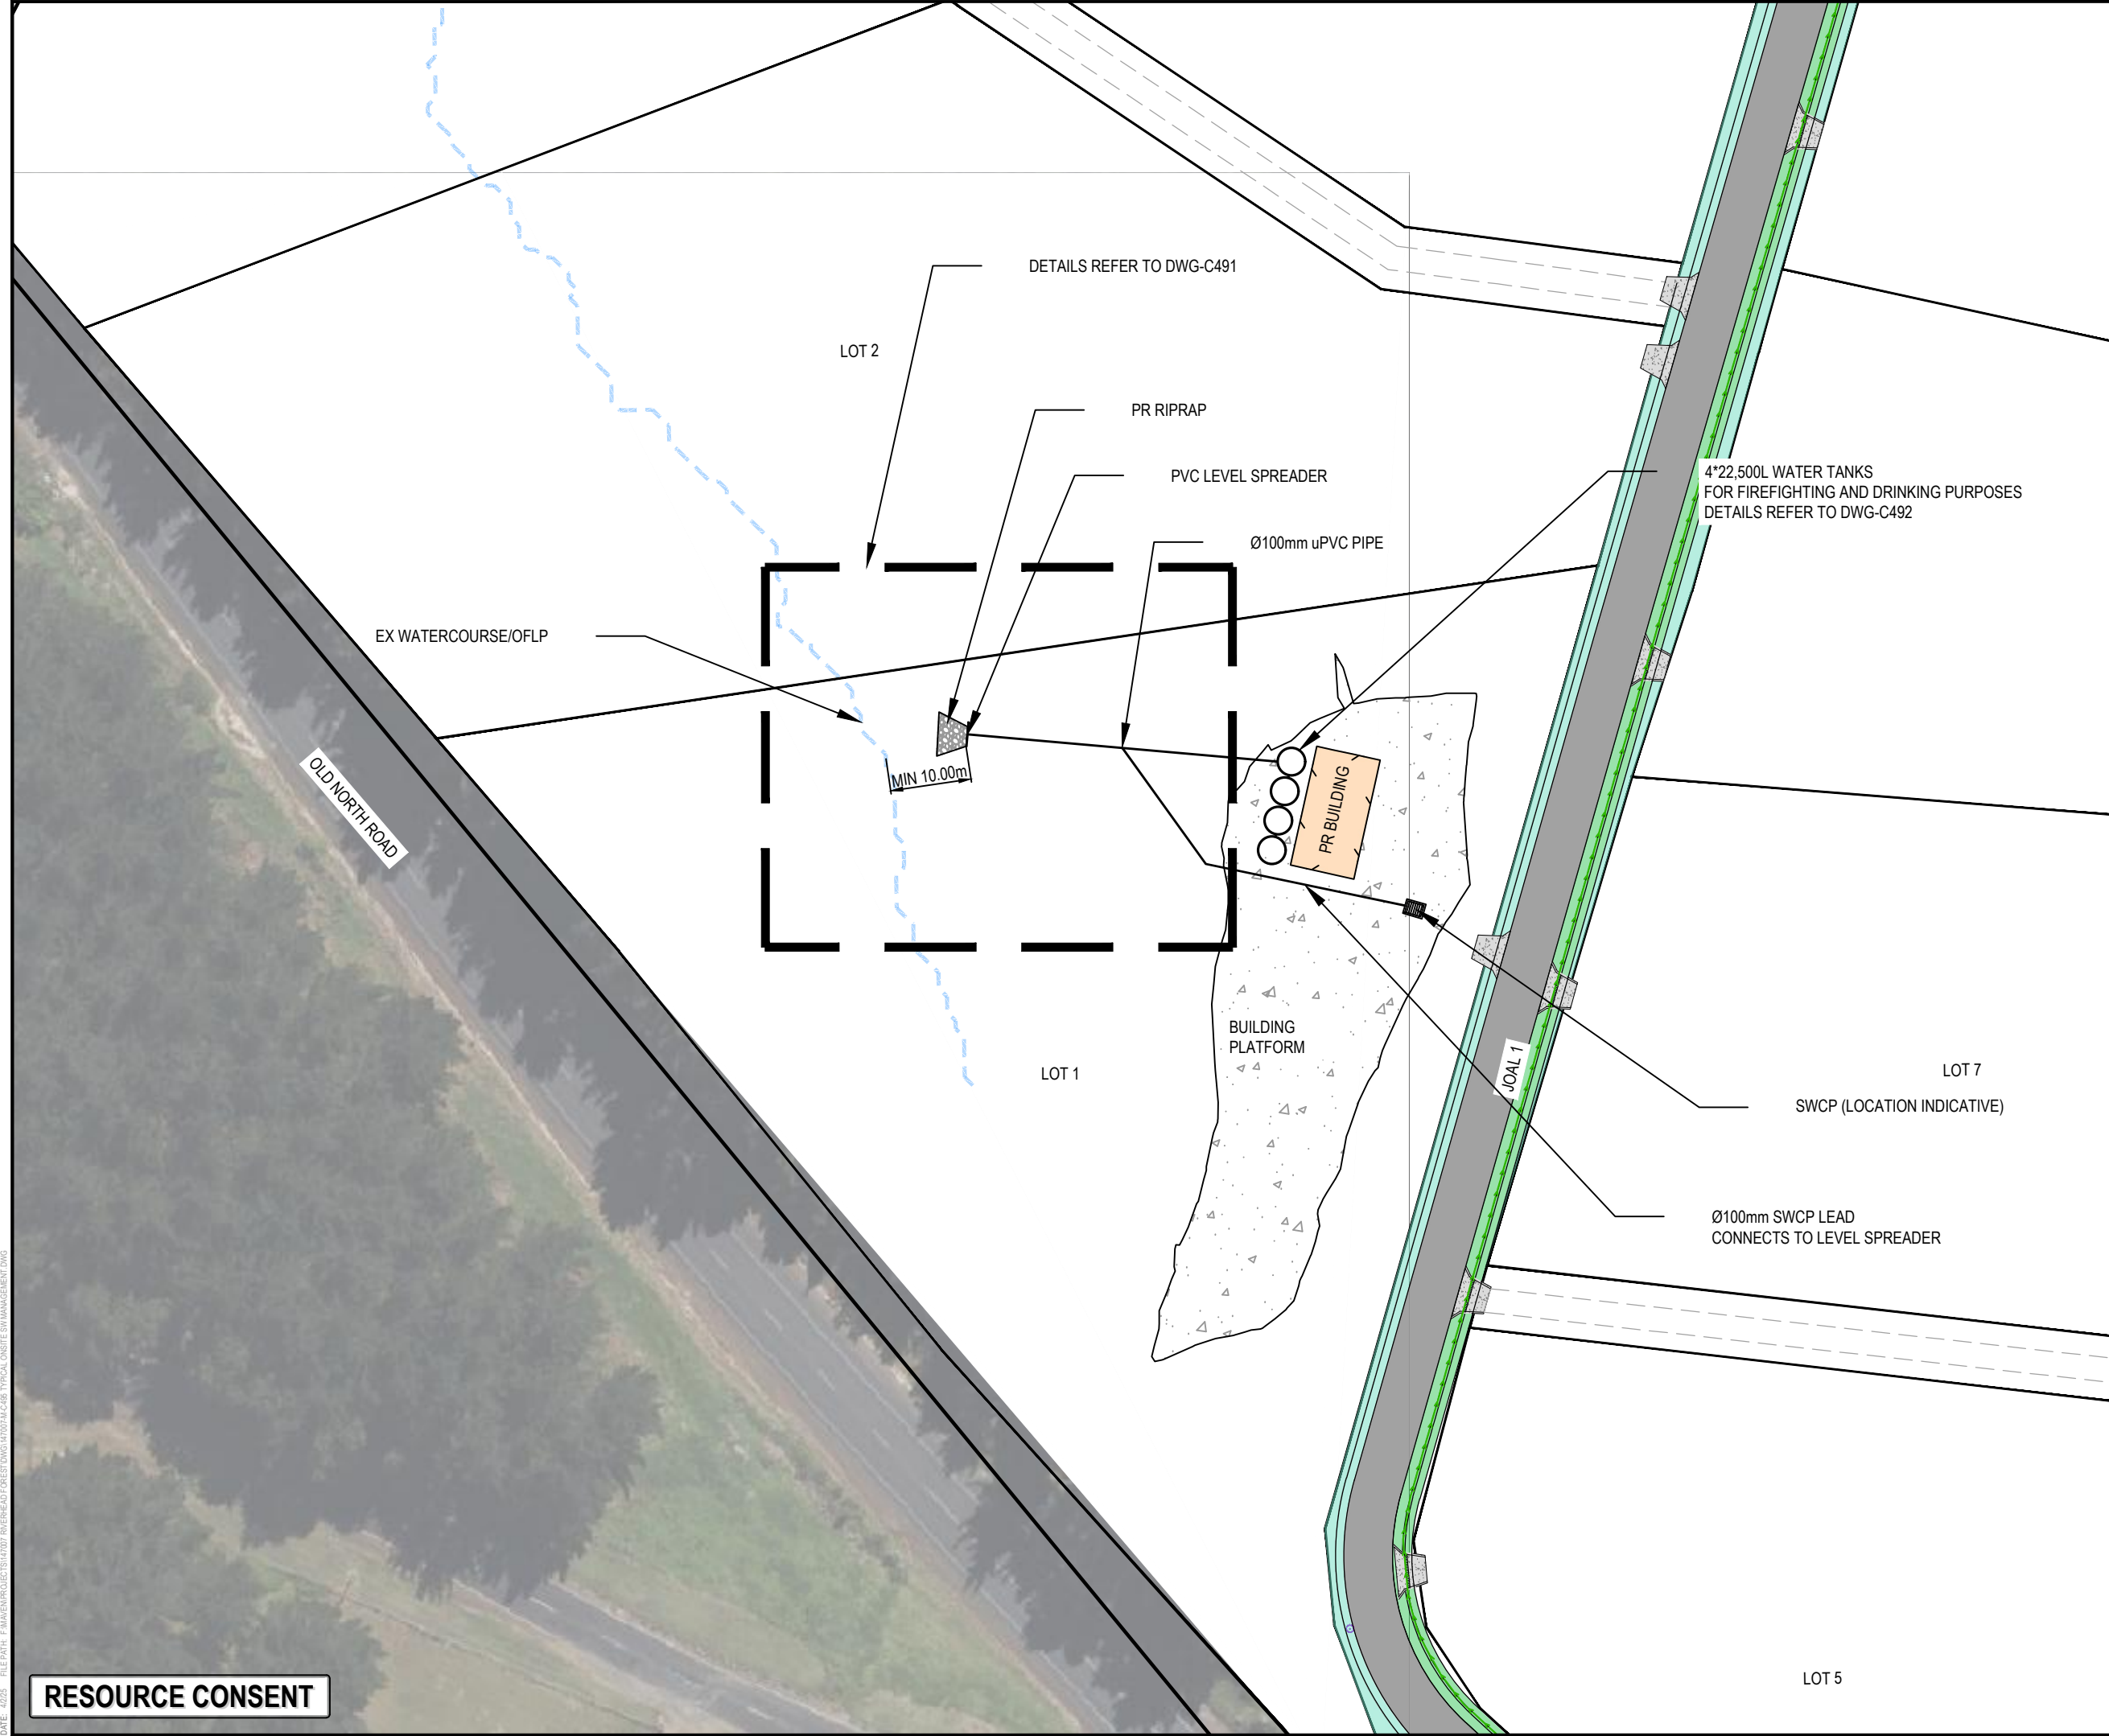 DETAILS REFER TO DWG-C491
LOT 2
PR RIPRAP
PVC LEVEL SPREADER
4*22,500L WATER TANKS
FOR FIREFIGHTING AND DRINKING PURPOSES
DETAILS REFER TO DWG-C492
Ø100mm uPVC PIPE
EX WATERCOURSE/OFLP
OLD NORTH ROAD
MIN 10.00m
PR BUILDING
BUILDING
PLATFORM
LOT 1
JOAL 1
LOT 7
SWCP (LOCATION INDICATIVE)
Ø100mm SWCP LEAD
CONNECTS TO LEVEL SPREADER
LOT 5
RESOURCE CONSENT